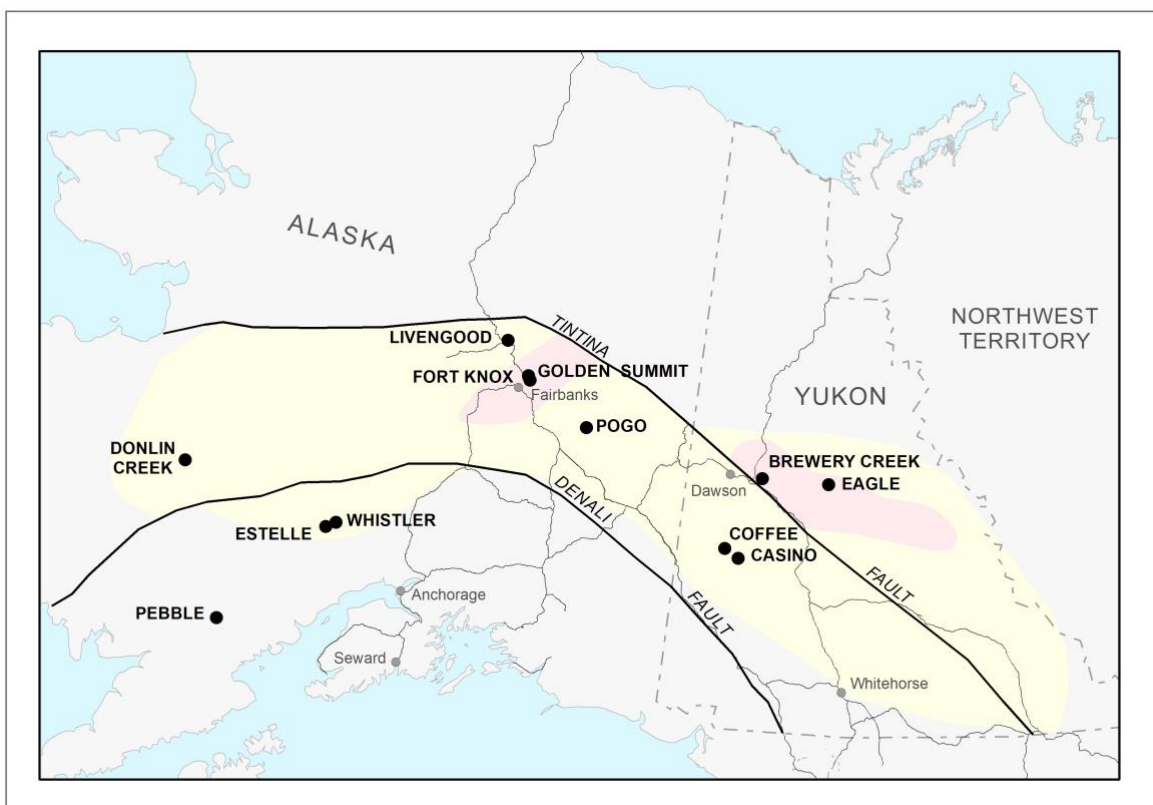 ALASKA
NORTHWEST
TERRITORY
TINTINA
LIVENGOOD
GOLDEN SUMMIT
FORT KNOX
Fairbanks
YUKON
POGO
DONLIN
CREEK
BREWERY CREEK
EAGLE
Dawson
DENALI
WHISTLER
ESTELLE
COFFEE
CASINO
FAULT
FAULT
Anchorage
PEBBLE
Seward
Whitehorse